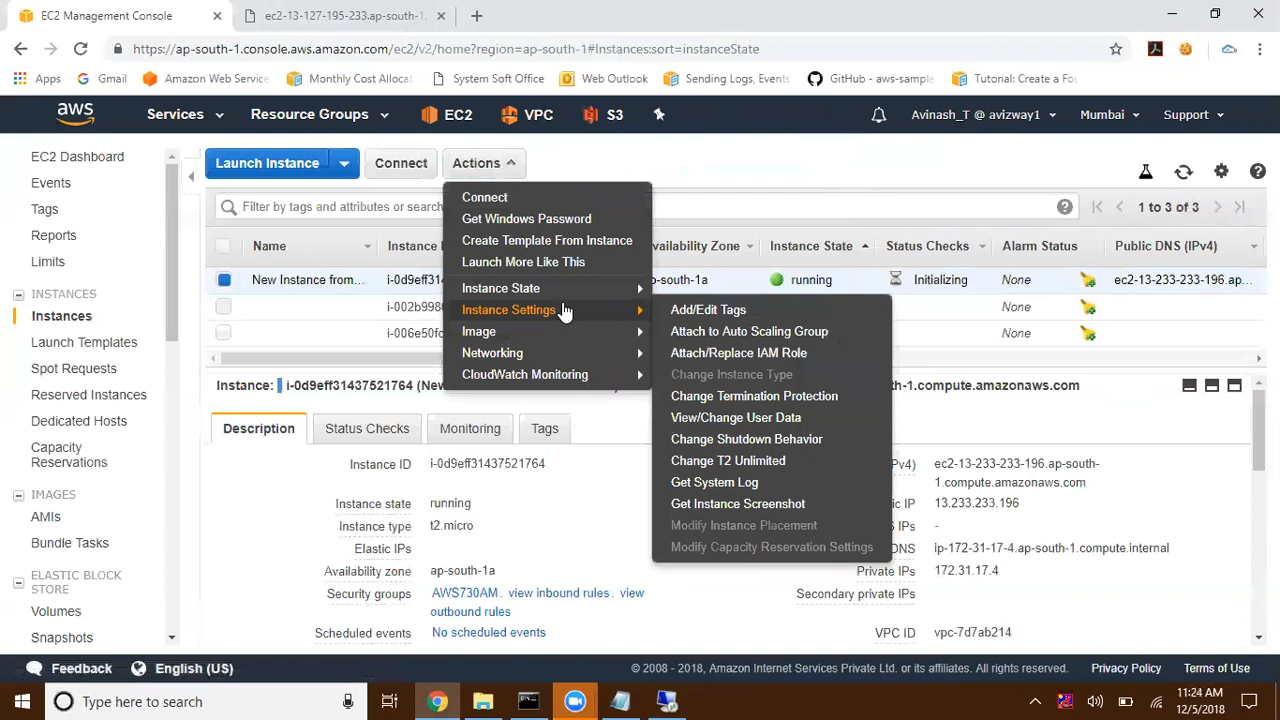 EC2 Management Console
ec2-13-127-195-233.ap-south-1.co
https://ap-south-1.console.aws.amazon.com/ec2/v2/home?region=ap-south-1#Instances:sort=instanceState
Apps
Gmail
Amazon Web Service
Monthly Cost Allocat
System Soft Office
Web Outlook
Sending Logs, Events
GitHub - aws-sample
Tutorial: Create a Fou
aws
Services
Resource Groups
EC2
VPC
S3
Avinash_T @ avizway1
Mumbai
Support
EC2 Dashboard
Events
Tags
Reports
Limits
INSTANCES
Instances
Launch Templates
Spot Requests
Reserved Instances
Dedicated Hosts
Capacity
Reservations
IMAGES
AMIs
Bundle Tasks
ELASTIC BLOCK
STORE
Volumes
Snapshots
Launch Instance
Connect
Actions
Filter by tags and attributes or search
1 to 3 of 3
Name
Instance
Availability Zone
Instance State
Status Checks
Alarm Status
Public DNS (IPv4)
New Instance from...
i-0d9eff314
ap-south-1a
running
Initializing
None
ec2-13-233-233-196.ap...
i-002b9980
None
i-006e50fc
None
Connect
Get Windows Password
Create Template From Instance
Launch More Like This
Instance State
Instance Settings
Image
Networking
CloudWatch Monitoring
Add/Edit Tags
Attach to Auto Scaling Group
Attach/Replace IAM Role
Change Instance Type
Change Termination Protection
View/Change User Data
Change Shutdown Behavior
Change T2 Unlimited
Get System Log
Get Instance Screenshot
Modify Instance Placement
Modify Capacity Reservation Settings
Instance: i-0d9eff31437521764 (New
-south-1.compute.amazonaws.com
Description
Status Checks
Monitoring
Tags
Instance ID
i-0d9eff31437521764
Instance state
running
Instance type
t2.micro
Elastic IPs
Availability zone
ap-south-1a
Security groups
AWS730AM. view inbound rules. view
outbound rules
Scheduled events
No scheduled events
v4)
ec2-13-233-233-196.ap-south-
1.compute.amazonaws.com
IP
13.233.233.196
IPs
-
DNS
ip-172-31-17-4.ap-south-1.compute.internal
Private IPs
172.31.17.4
Secondary private IPs
VPC ID
vpc-7d7ab214
Feedback
English (US)
© 2008 - 2018, Amazon Internet Services Private Ltd. or its affiliates. All rights reserved.
Privacy Policy
Terms of Use
Type here to search
11:24 AM
12/5/2018